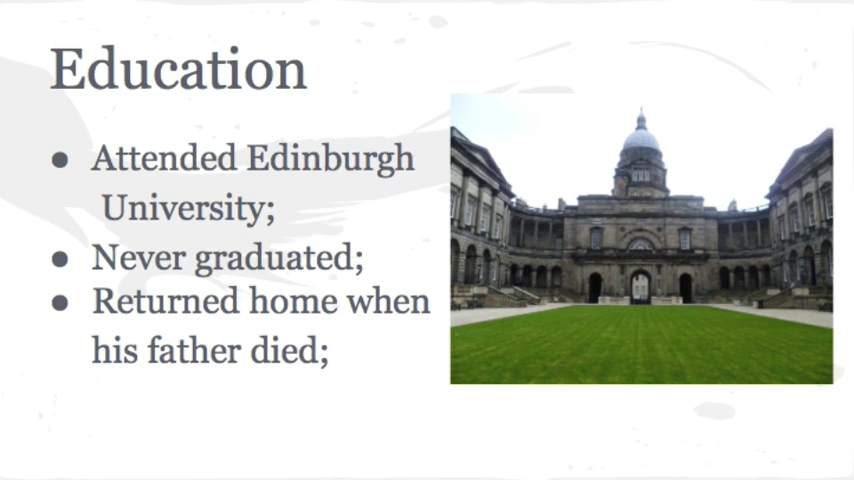 Education
● Attended Edinburgh
University;
● Never graduated;
● Returned home when
his father died;